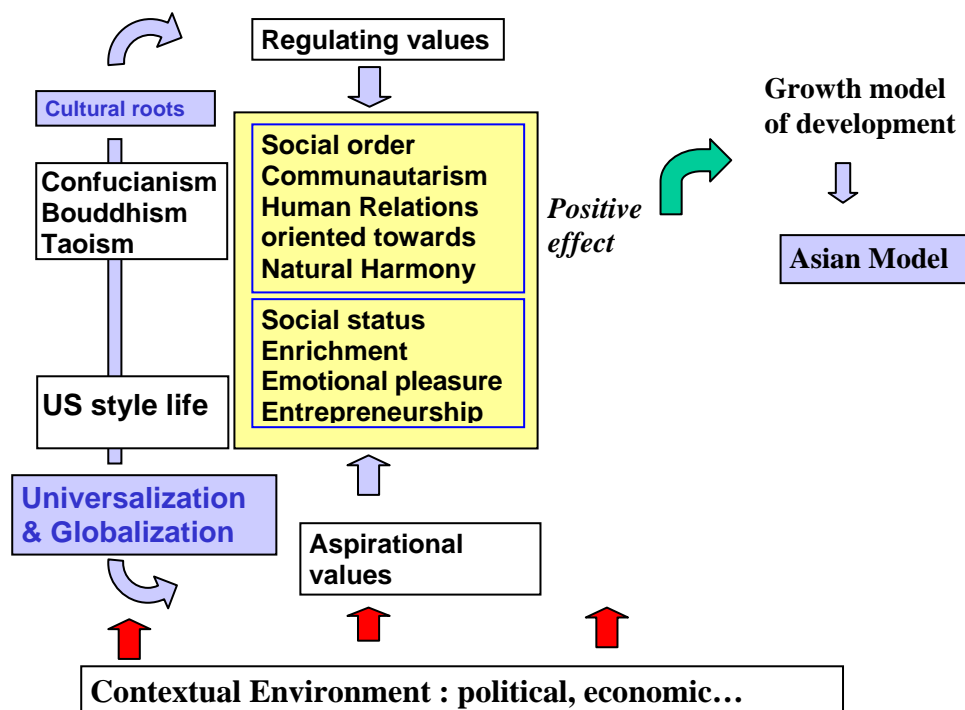 Regulating values
Cultural roots
Confucianism
Bouddhism
Taoism
Social order
Communautarism
Human Relations
oriented towards
Natural Harmony
Social status
Enrichment
Emotional pleasure
Entrepreneurship
US style life
Universalization
& Globalization
Aspirational
values
Positive
effect
Growth model
of development
Asian Model
Contextual Environment : political, economic…